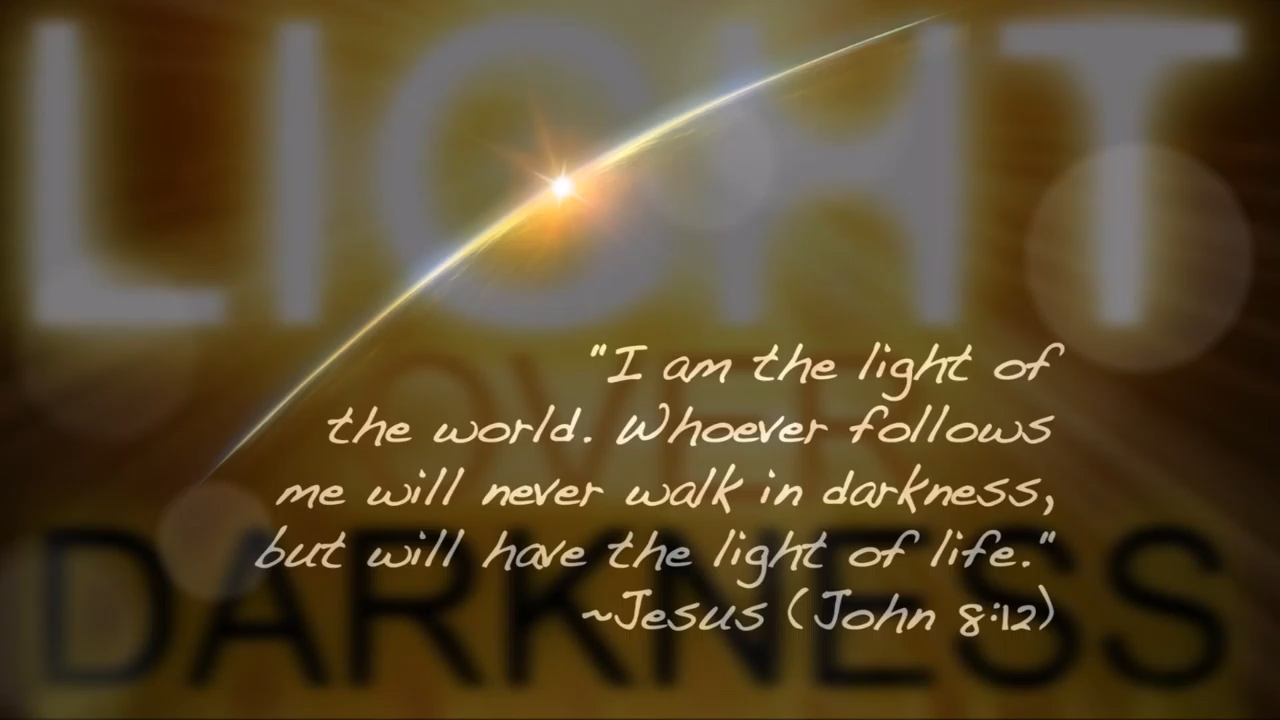 LIGHT
OVER
DARKNESS
"I am the light of
the world. Whoever follows
me will never walk in darkness,
but will have the light of life."
~Jesus (John 8:12)